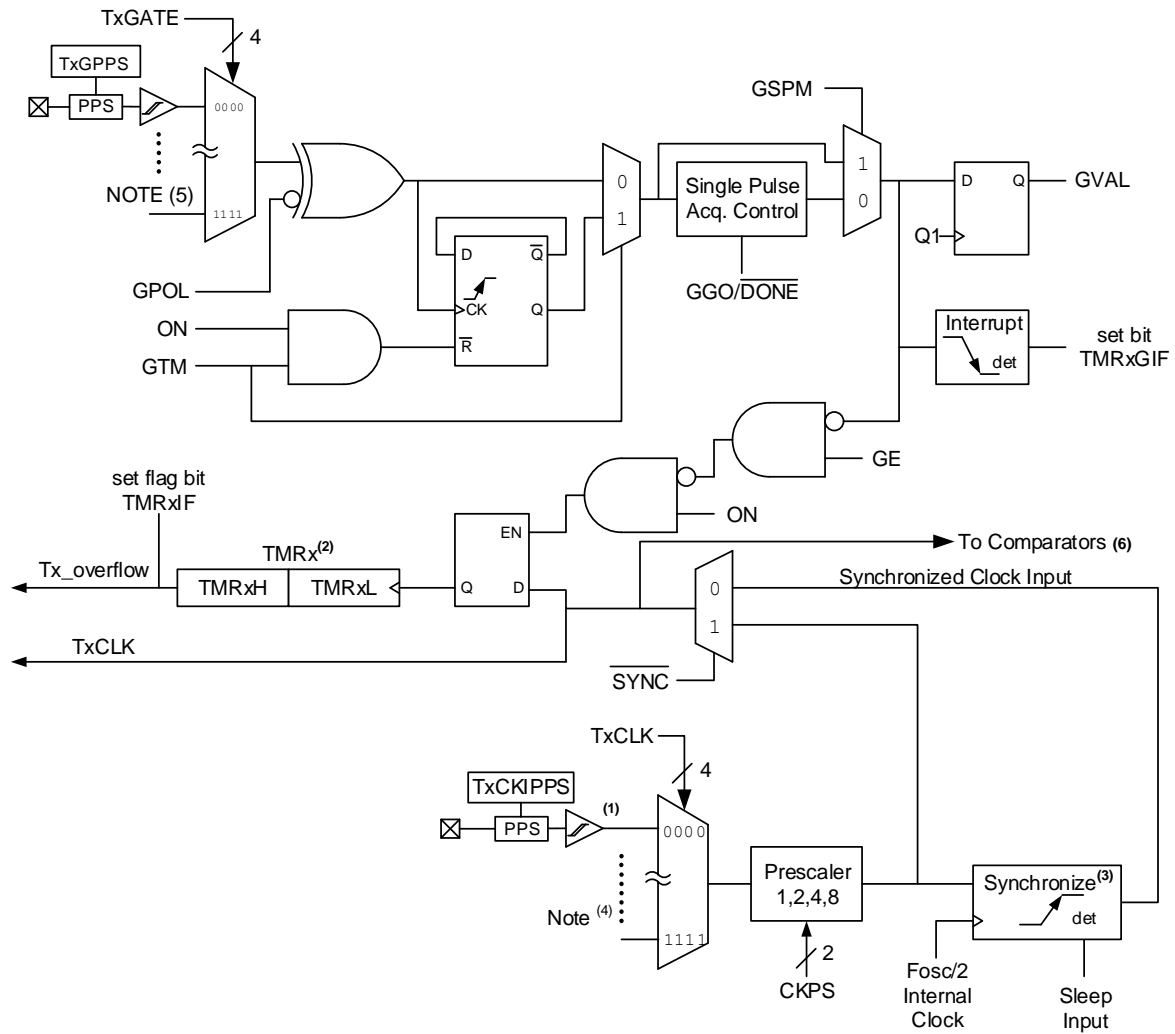 TxGATE
4
TxGPPS
PPS
0000
NOTE (5)
1111
GSPM
0
1
Single Pulse
Acq. Control
1
0
D Q
Q1
GVAL
GGO/DONE
D Q
CK Q
R
GPOL
ON
GTM
Interrupt
det
set bit
TMRxGIF
GE
ON
set flag bit
TMRxIF
TMRx(2)
Tx_overflow
TMRxH TMRxL
EN
Q D
To Comparators (6)
Synchronized Clock Input
0
1
TxCLK
SYNC
TxCLK
4
TxCKIPPS
PPS
(1)
0000
Note (4)
1111
Prescaler
1,2,4,8
2
CKPS
Synchronize(3)
det
Fosc/2
Internal
Clock
Sleep
Input